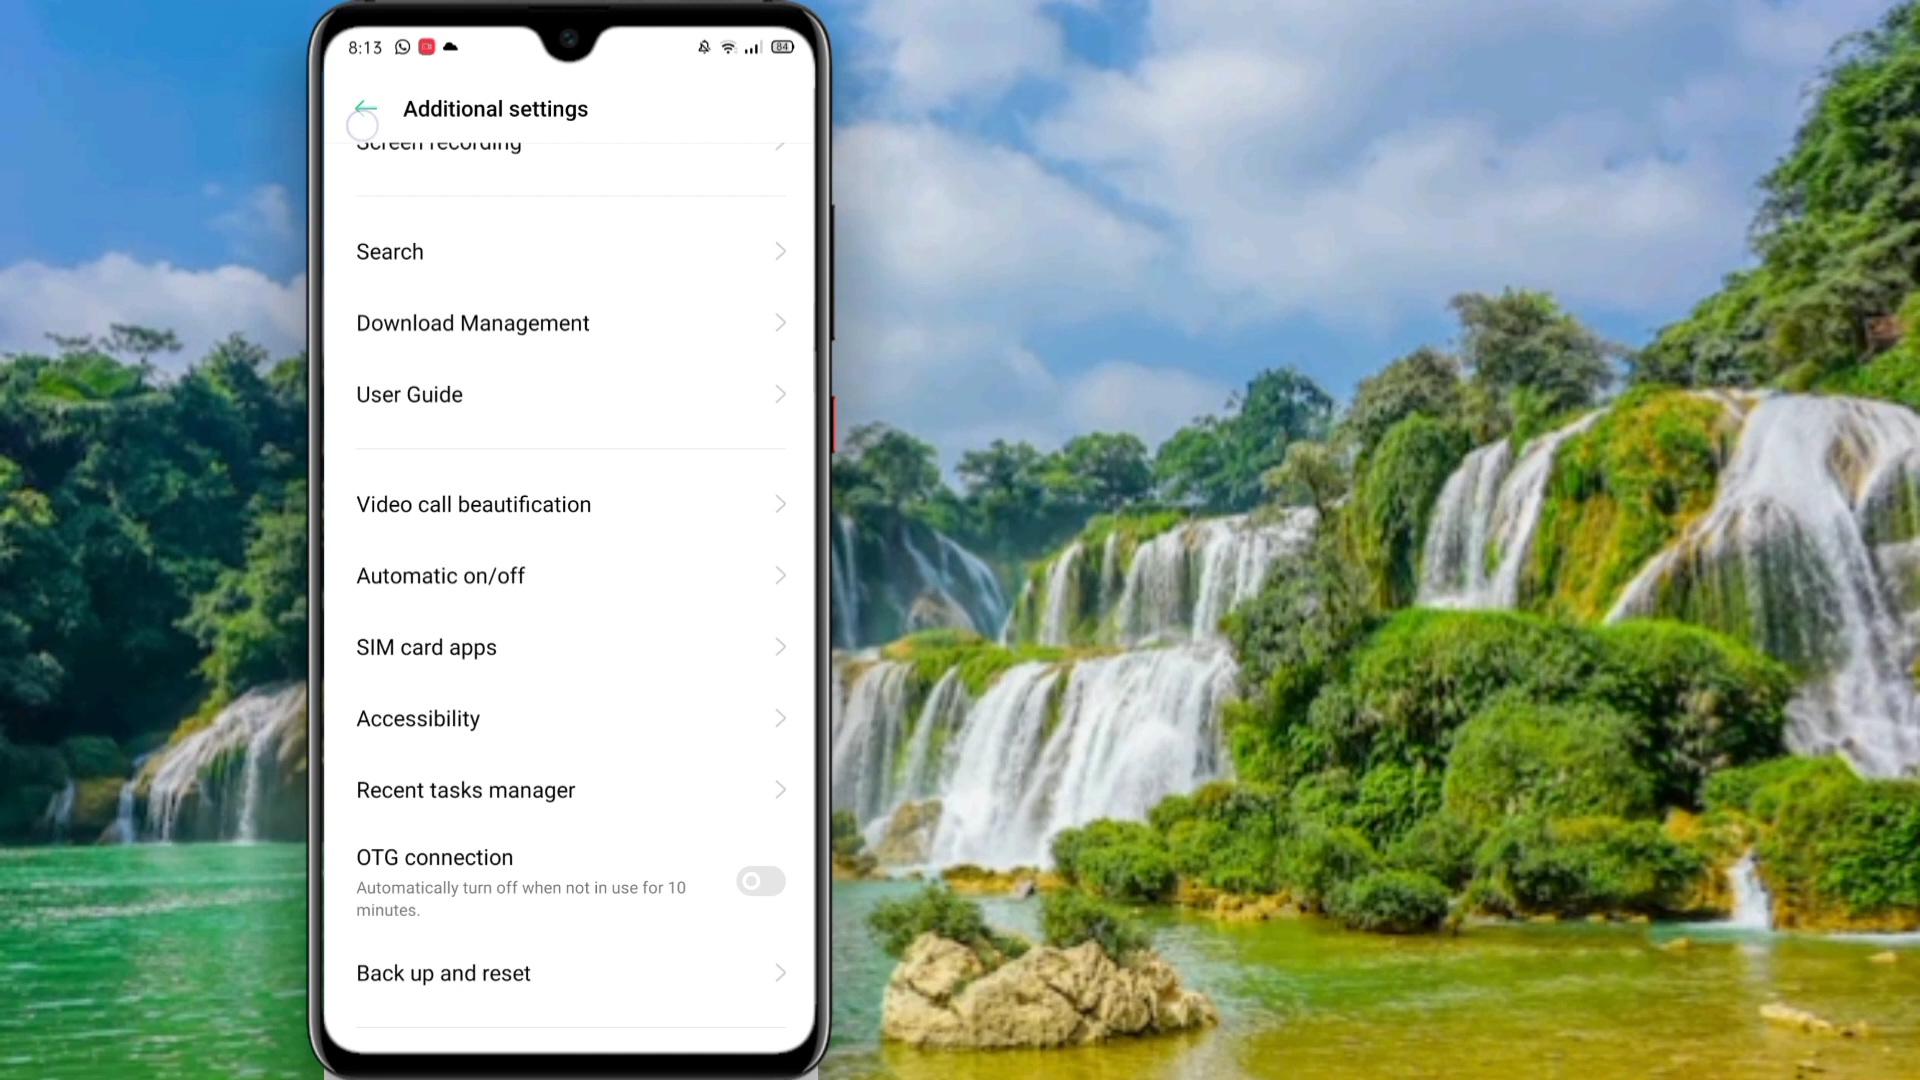 8:13
84
Additional settings
Screen recording
Search
Download Management
User Guide
Video call beautification
Automatic on/off
SIM card apps
Accessibility
Recent tasks manager
OTG connection
Automatically turn off when not in use for 10
minutes.
Back up and reset